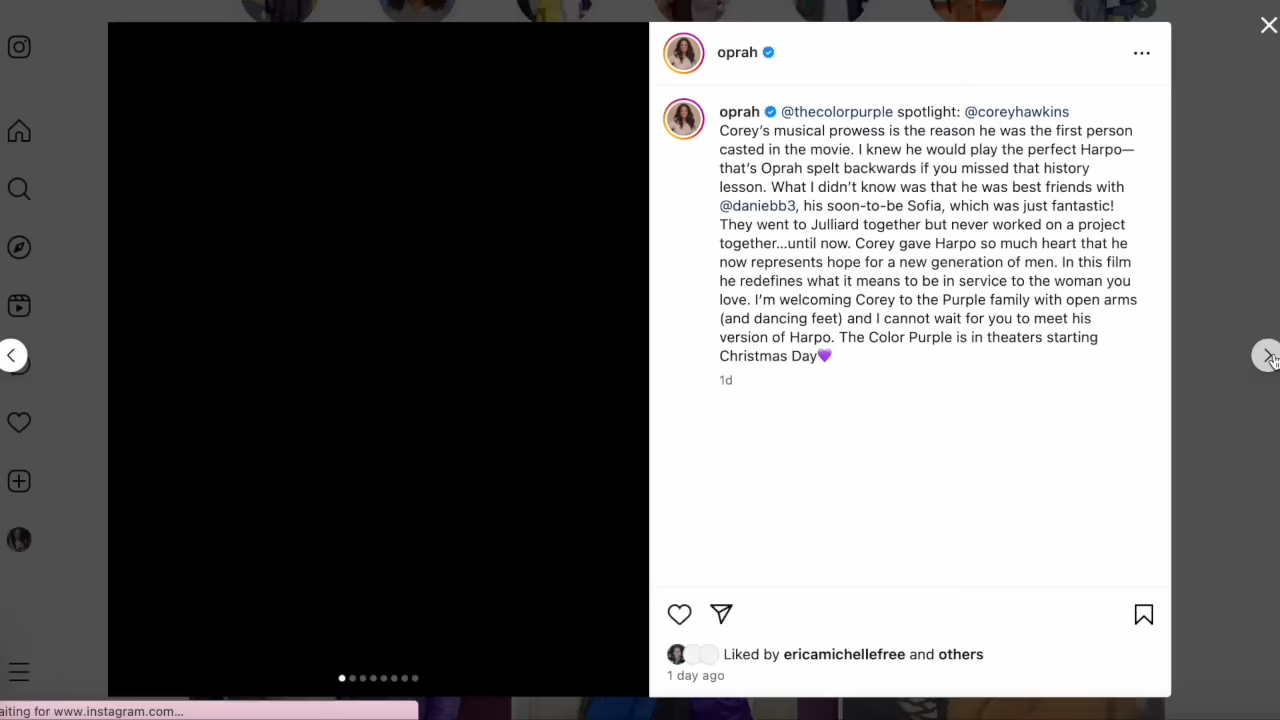 oprah
oprah @thecolorpurple spotlight: @coreyhawkins
Corey’s musical prowess is the reason he was the first person
casted in the movie. I knew he would play the perfect Harpo—
that’s Oprah spelt backwards if you missed that history
lesson. What I didn’t know was that he was best friends with
@daniebb3, his soon-to-be Sofia, which was just fantastic!
They went to Julliard together but never worked on a project
together...until now. Corey gave Harpo so much heart that he
now represents hope for a new generation of men. In this film
he redefines what it means to be in service to the woman you
love. I’m welcoming Corey to the Purple family with open arms
(and dancing feet) and I cannot wait for you to meet his
version of Harpo. The Color Purple is in theaters starting
Christmas Day💜
1d
Liked by ericamichellefree and others
1 day ago
aiting for www.instagram.com...